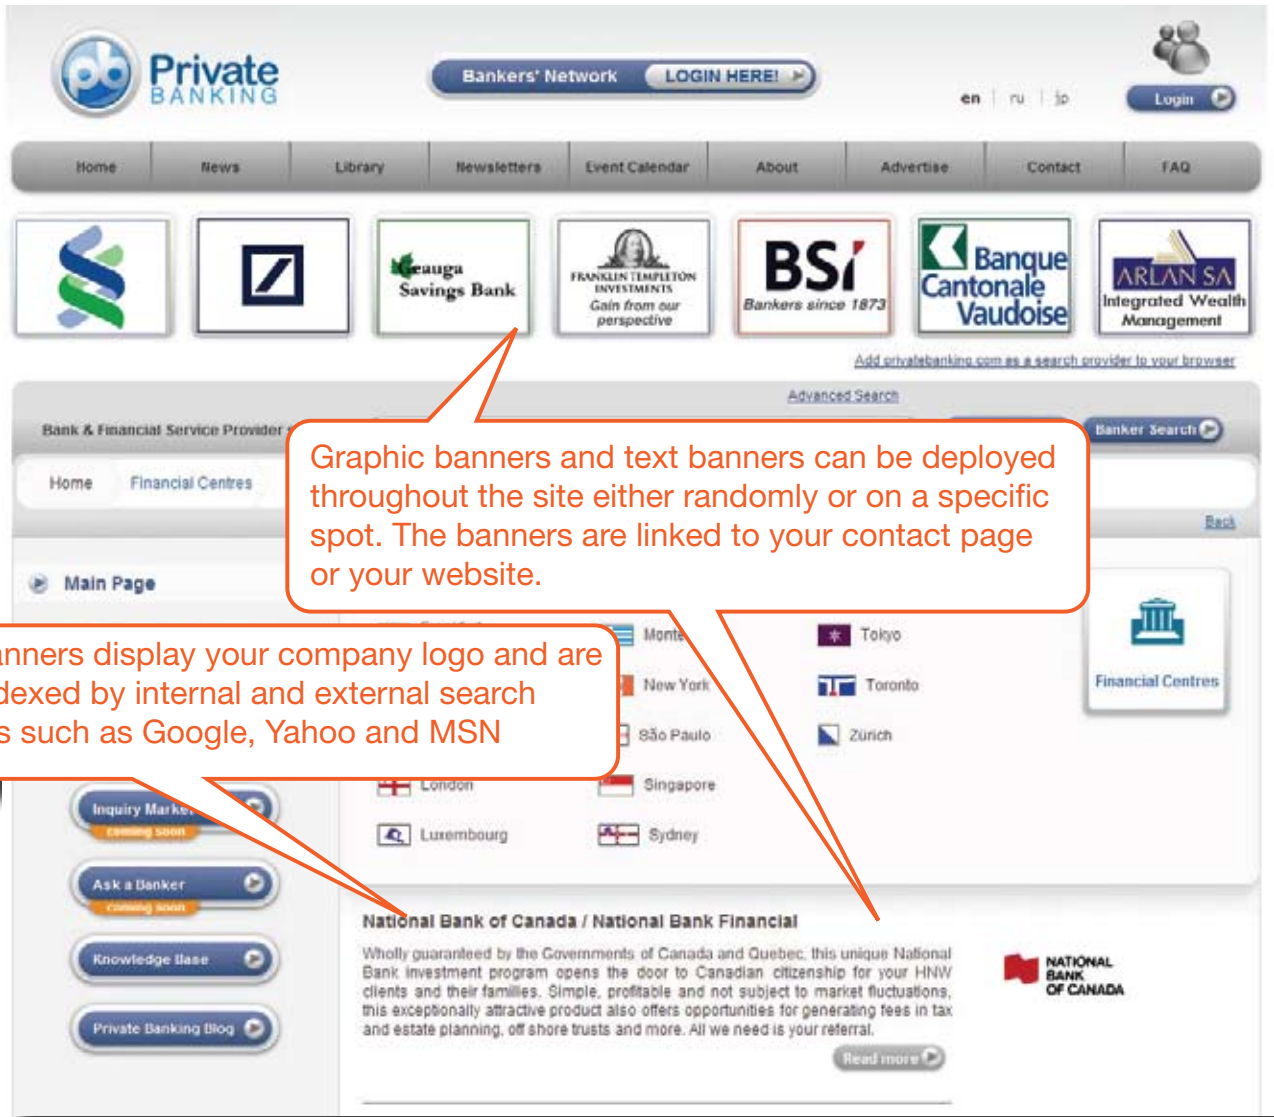 pb Private
BANKING
Bankers' Network LOGIN HERE!
en ru jp
Login
Home News Library Newsletters Event Calendar About Advertise Contact FAQ
Geauga
Savings Bank
FRANKLIN TEMPLETON
INVESTMENTS
Gain from our
perspective
BSi
Bankers since 1873
Banque
Cantonale
Vaudoise
ARLAN SA
Integrated Wealth
Management
Add privatebanking.com as a search provider to your browser
Advanced Search
Bank & Financial Service Provider
Banker Search
Home Financial Centres
Back
Graphic banners and text banners can be deployed
throughout the site either randomly or on a specific
spot. The banners are linked to your contact page
or your website.
Main Page
Monte
Tokyo
New York
Toronto
São Paulo
Zürich
London
Singapore
Luxembourg
Sydney
Financial Centres
anners display your company logo and are
dexed by internal and external search
s such as Google, Yahoo and MSN
Inquiry Market
coming soon
Ask a Banker
coming soon
Knowledge Base
Private Banking Blog
National Bank of Canada / National Bank Financial
Wholly guaranteed by the Governments of Canada and Quebec, this unique National
Bank investment program opens the door to Canadian citizenship for your HNW
clients and their families. Simple, profitable and not subject to market fluctuations,
this exceptionally attractive product also offers opportunities for generating fees in tax
and estate planning, off shore trusts and more. All we need is your referral.
Read more
NATIONAL
BANK
OF CANADA